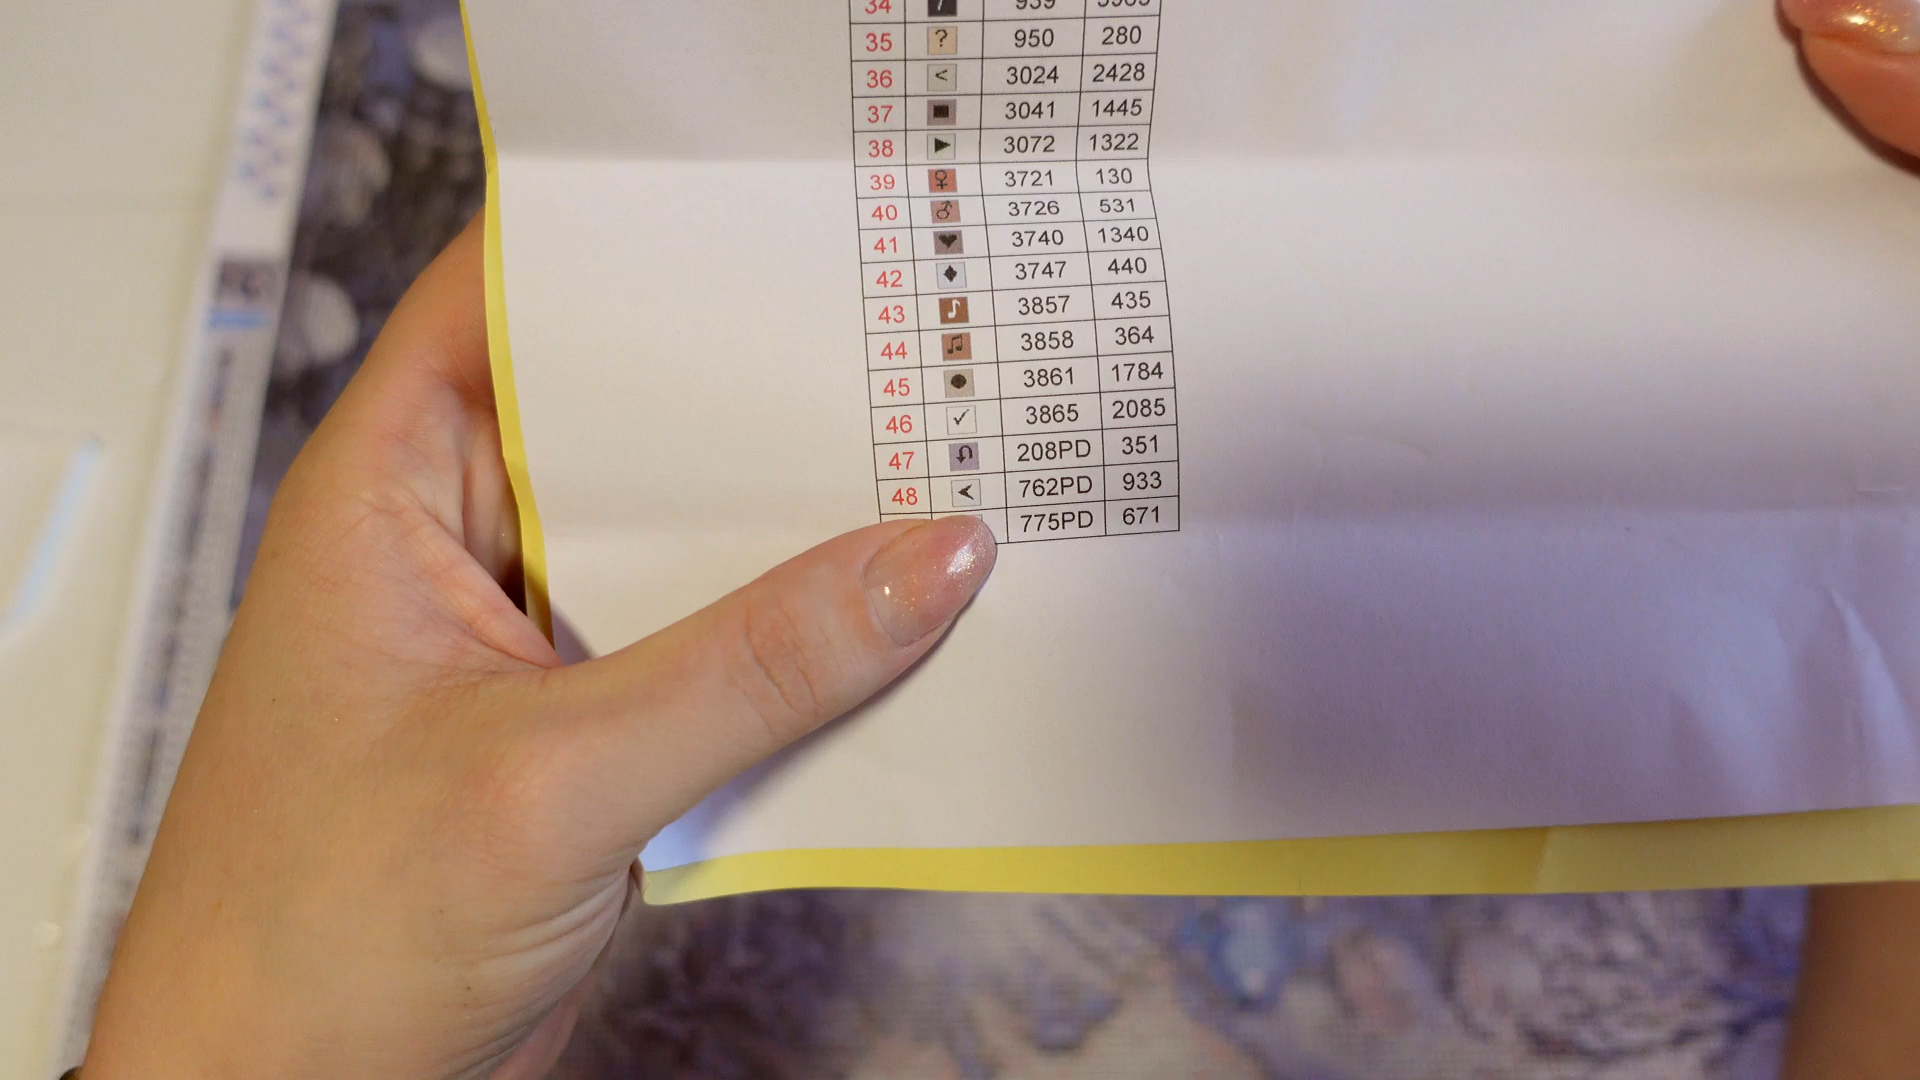 34 / 939
35 ? 950 280
36 < 3024 2428
37 ■ 3041 1445
38 ► 3072 1322
39 ♀ 3721 130
40 ♂ 3726 531
41 ♥ 3740 1340
42 ♦ 3747 440
43 ♪ 3857 435
44 ♫ 3858 364
45 ● 3861 1784
46 ✓ 3865 2085
47 208PD 351
48 ➤ 762PD 933
775PD 671